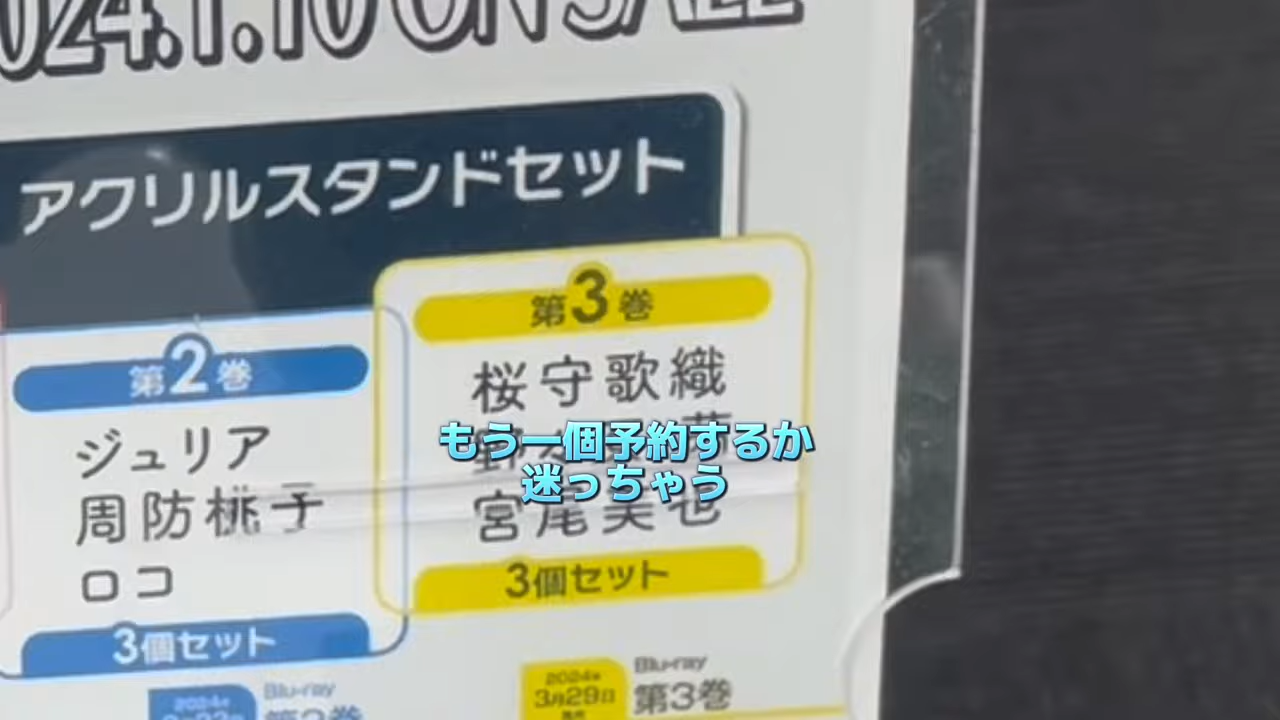 2024.1.10 ON SALE
アクリルスタンドセット
第2巻
ジュリア
周防桃子
ロコ
3個セット
第3巻
桜守歌織
宮尾美也
3個セット
もう一個予約するか
迷っちゃう
Blu-ray
第2巻
2024年
3月29日
Blu-ray
第3巻